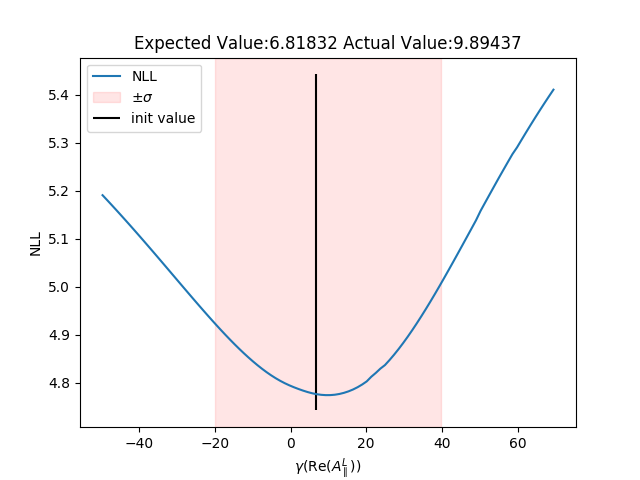 Expected Value:6.81832 Actual Value:9.89437
NLL
±σ
init value
NLL
5.4
5.3
5.2
5.1
5.0
4.9
4.8
−40 −20 0 20 40 60
γ(Re(A^L_∥))